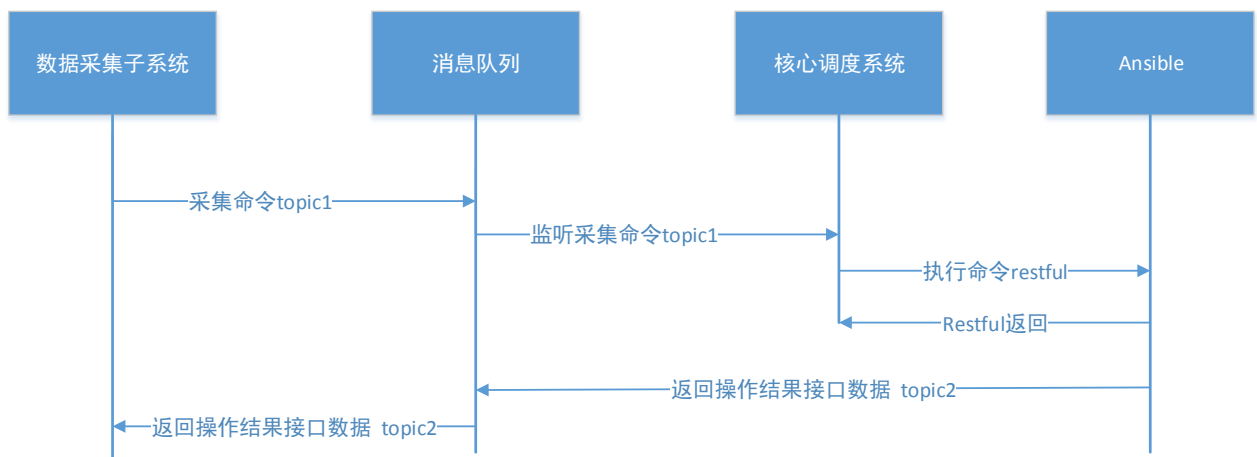 数据采集子系统
消息队列
核心调度系统
Ansible
采集命令topic1
监听采集命令topic1
执行命令restful
Restful返回
返回操作结果接口数据 topic2
返回操作结果接口数据 topic2